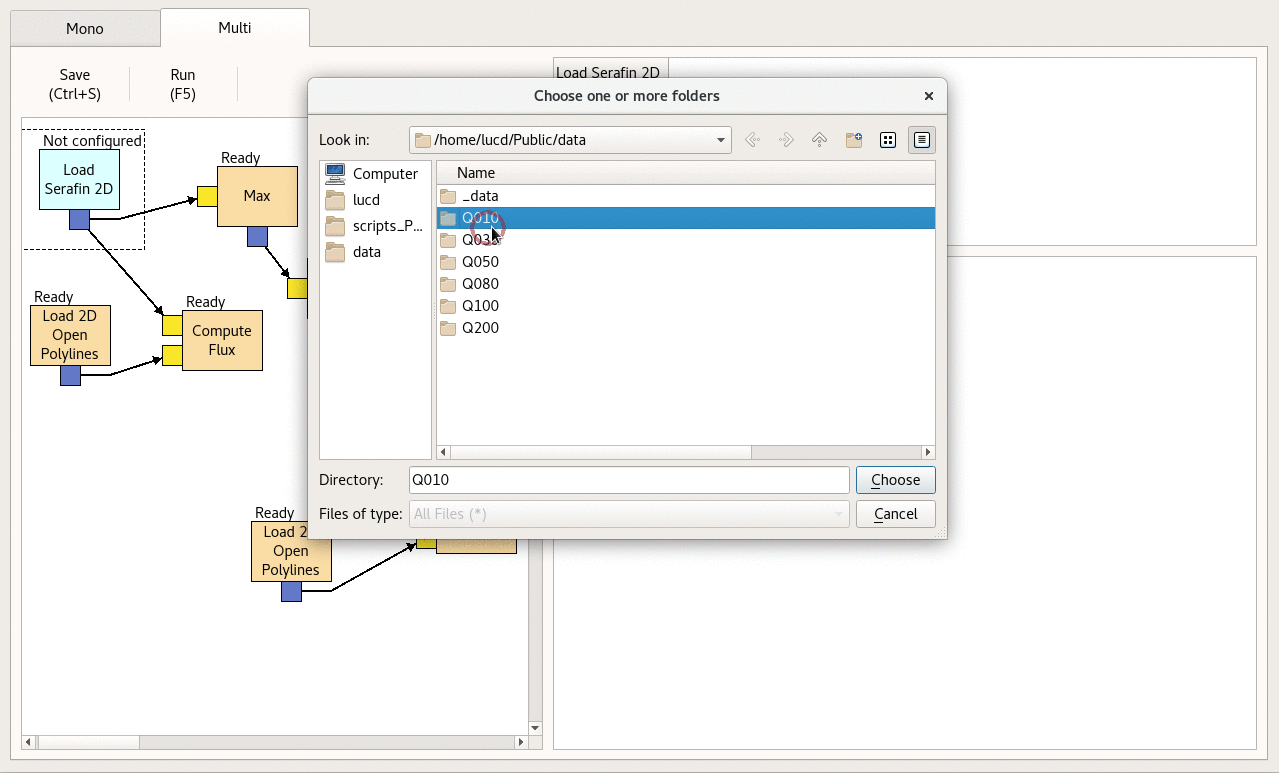 Mono
Multi
Save
(Ctrl+S)
Run
(F5)
Load Serafin 2D
Not configured
Load
Serafin 2D
Ready
Max
Ready
Load 2D
Open
Polylines
Ready
Compute
Flux
Ready
Load 2
Open
Polylines
Choose one or more folders
Look in:
/home/lucd/Public/data
Computer
lucd
scripts_P...
data
Name
_data
Q010
Q050
Q080
Q100
Q200
Directory:
Q010
Choose
Files of type:
All Files (*)
Cancel